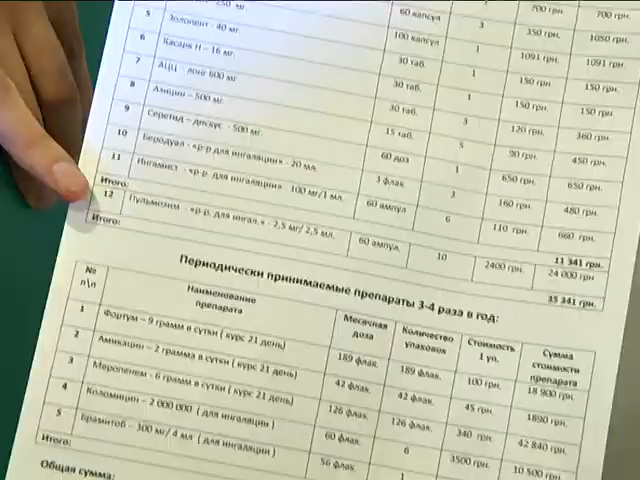 250 мг. 60 капсул 700 грн. 700 грн.
5 Золопент - 40 мг. 100 капсул 3 350 грн. 1050 грн.
6 Касарк Н - 16 мг. 30 таб. 1 1091 грн. 1091 грн.
7 АЦЦ - лонг 600 мг 30 таб. 1 150 грн. 150 грн.
8 Азицин - 500 мг. 30 таб. 1 150 грн. 150 грн.
9 Серетид - дискус - 500 мг. 15 таб. 3 120 грн. 360 грн.
10 Беродуал - «р-р для ингаляции» - 20 мл. 60 доз 5 90 грн. 450 грн.
11 Ингамист - «р-р. для ингаляции» 100 мг/1 мл. 3 флак. 1 650 грн. 650 грн.
60 ампул 3 160 грн. 480 грн.
6 110 грн. 660 грн.
Итого: 11 341 грн.
12 Пульмозим - «р-р. для ингал.» - 2,5 мг/ 2,5 мл. 60 ампул. 10 2400 грн. 24 000 грн
Итого: 35 341 грн.
Периодически принимаемые препараты 3-4 раза в год:
№ п\п Наименование препарата Месячная доза Количество упаковок Стоимость 1 уп. Сумма стоимости препарата
1 Фортум – 9 грамм в сутки ( курс 21 день) 189 флак. 189 флак. 100 грн. 18 900 грн.
2 Амикацин – 2 грамма в сутки ( курс 21 день) 42 флак. 42 флак. 45 грн. 1890 грн.
3 Меропенем - 6 грамм в сутки ( курс 21 день) 126 флак. 126 флак. 340 грн. 42 840 грн.
4 Коломицин – 2 000 000 ( для ингаляции ) 60 флак. 6 3500 грн. 10 500 грн.
5 Брамитоб – 300 мг/ 4 мл ( для ингаляции ) 56 флак. 1
Итого:
Общая сумма: